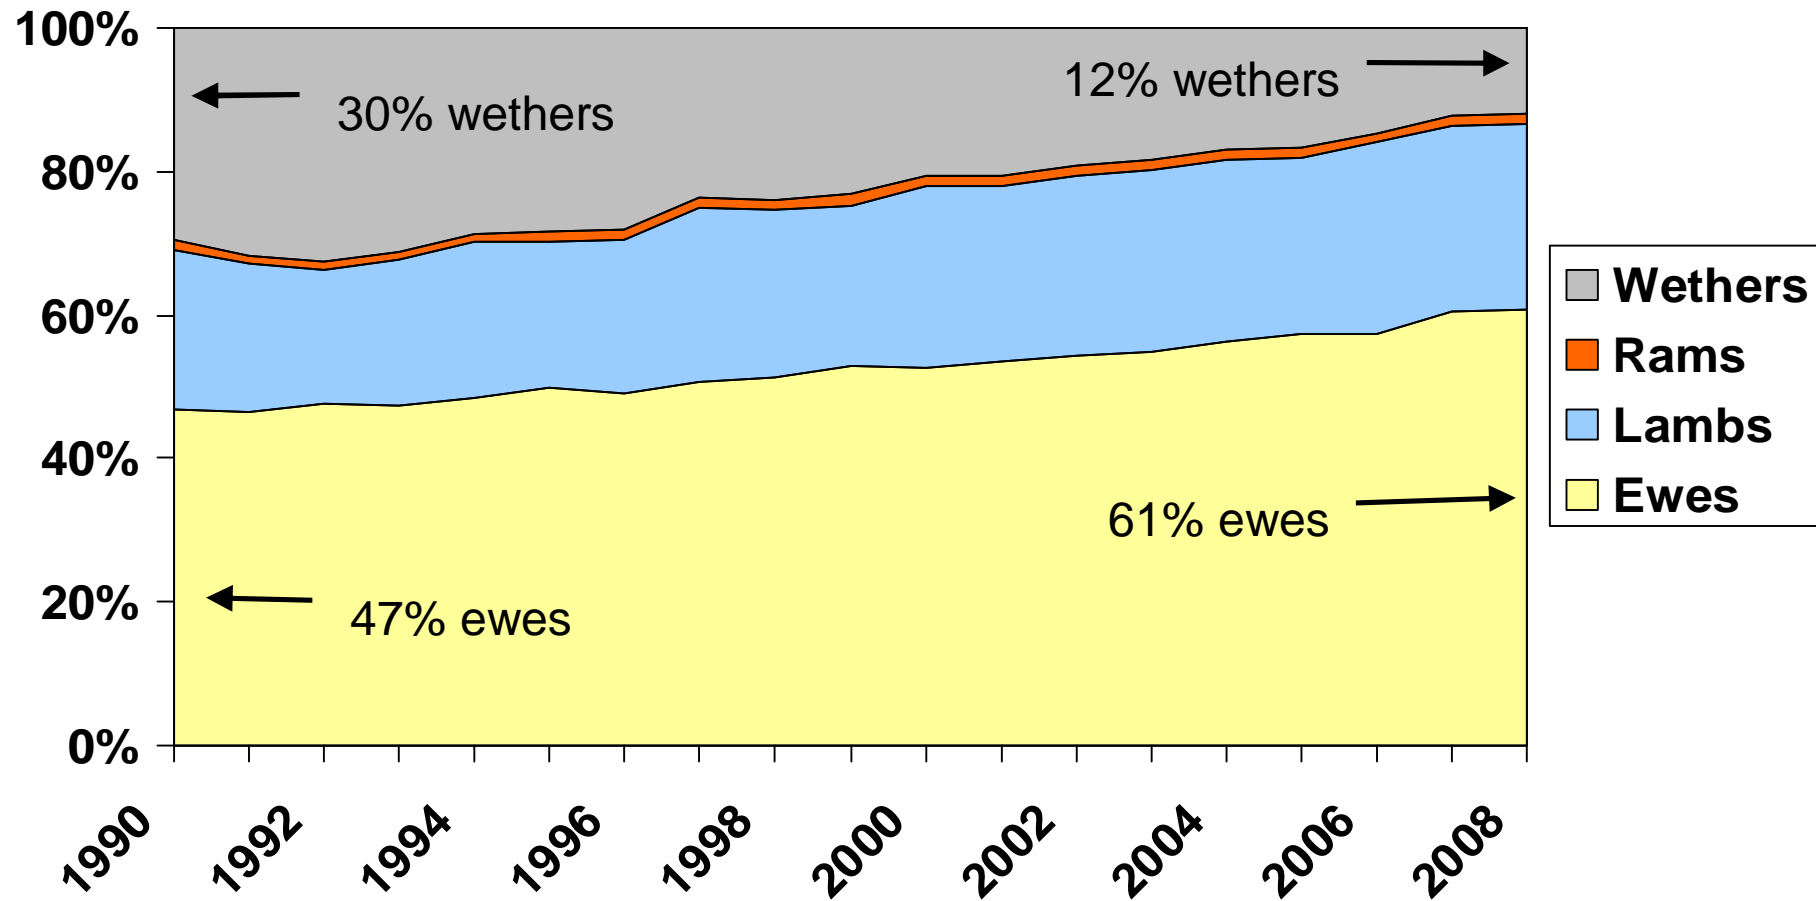 100%
80%
60%
40%
20%
0%
30% wethers
12% wethers
61% ewes
47% ewes
Wethers
Rams
Lambs
Ewes
1990
1992
1994
1996
1998
2000
2002
2004
2006
2008